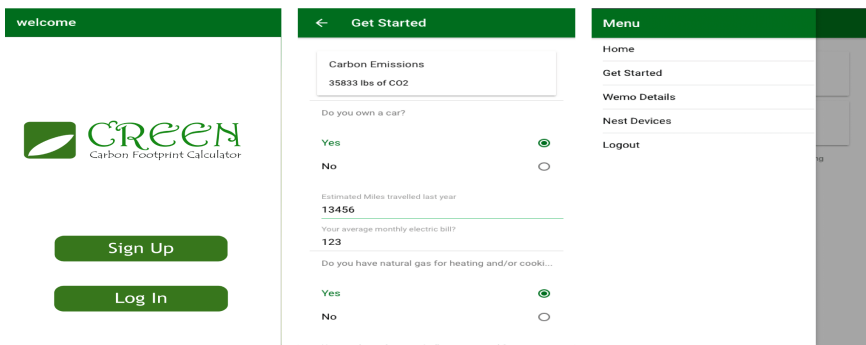 welcome
GREEN
Carbon Footprint Calculator
Sign Up
Log In
Get Started
Carbon Emissions
35833 lbs of CO2
Do you own a car?
Yes
No
Estimated Miles travelled last year
13456
Your average monthly electric bill?
123
Do you have natural gas for heating and/or cooki...
Yes
No
Menu
Home
Get Started
Wemo Details
Nest Devices
Logout